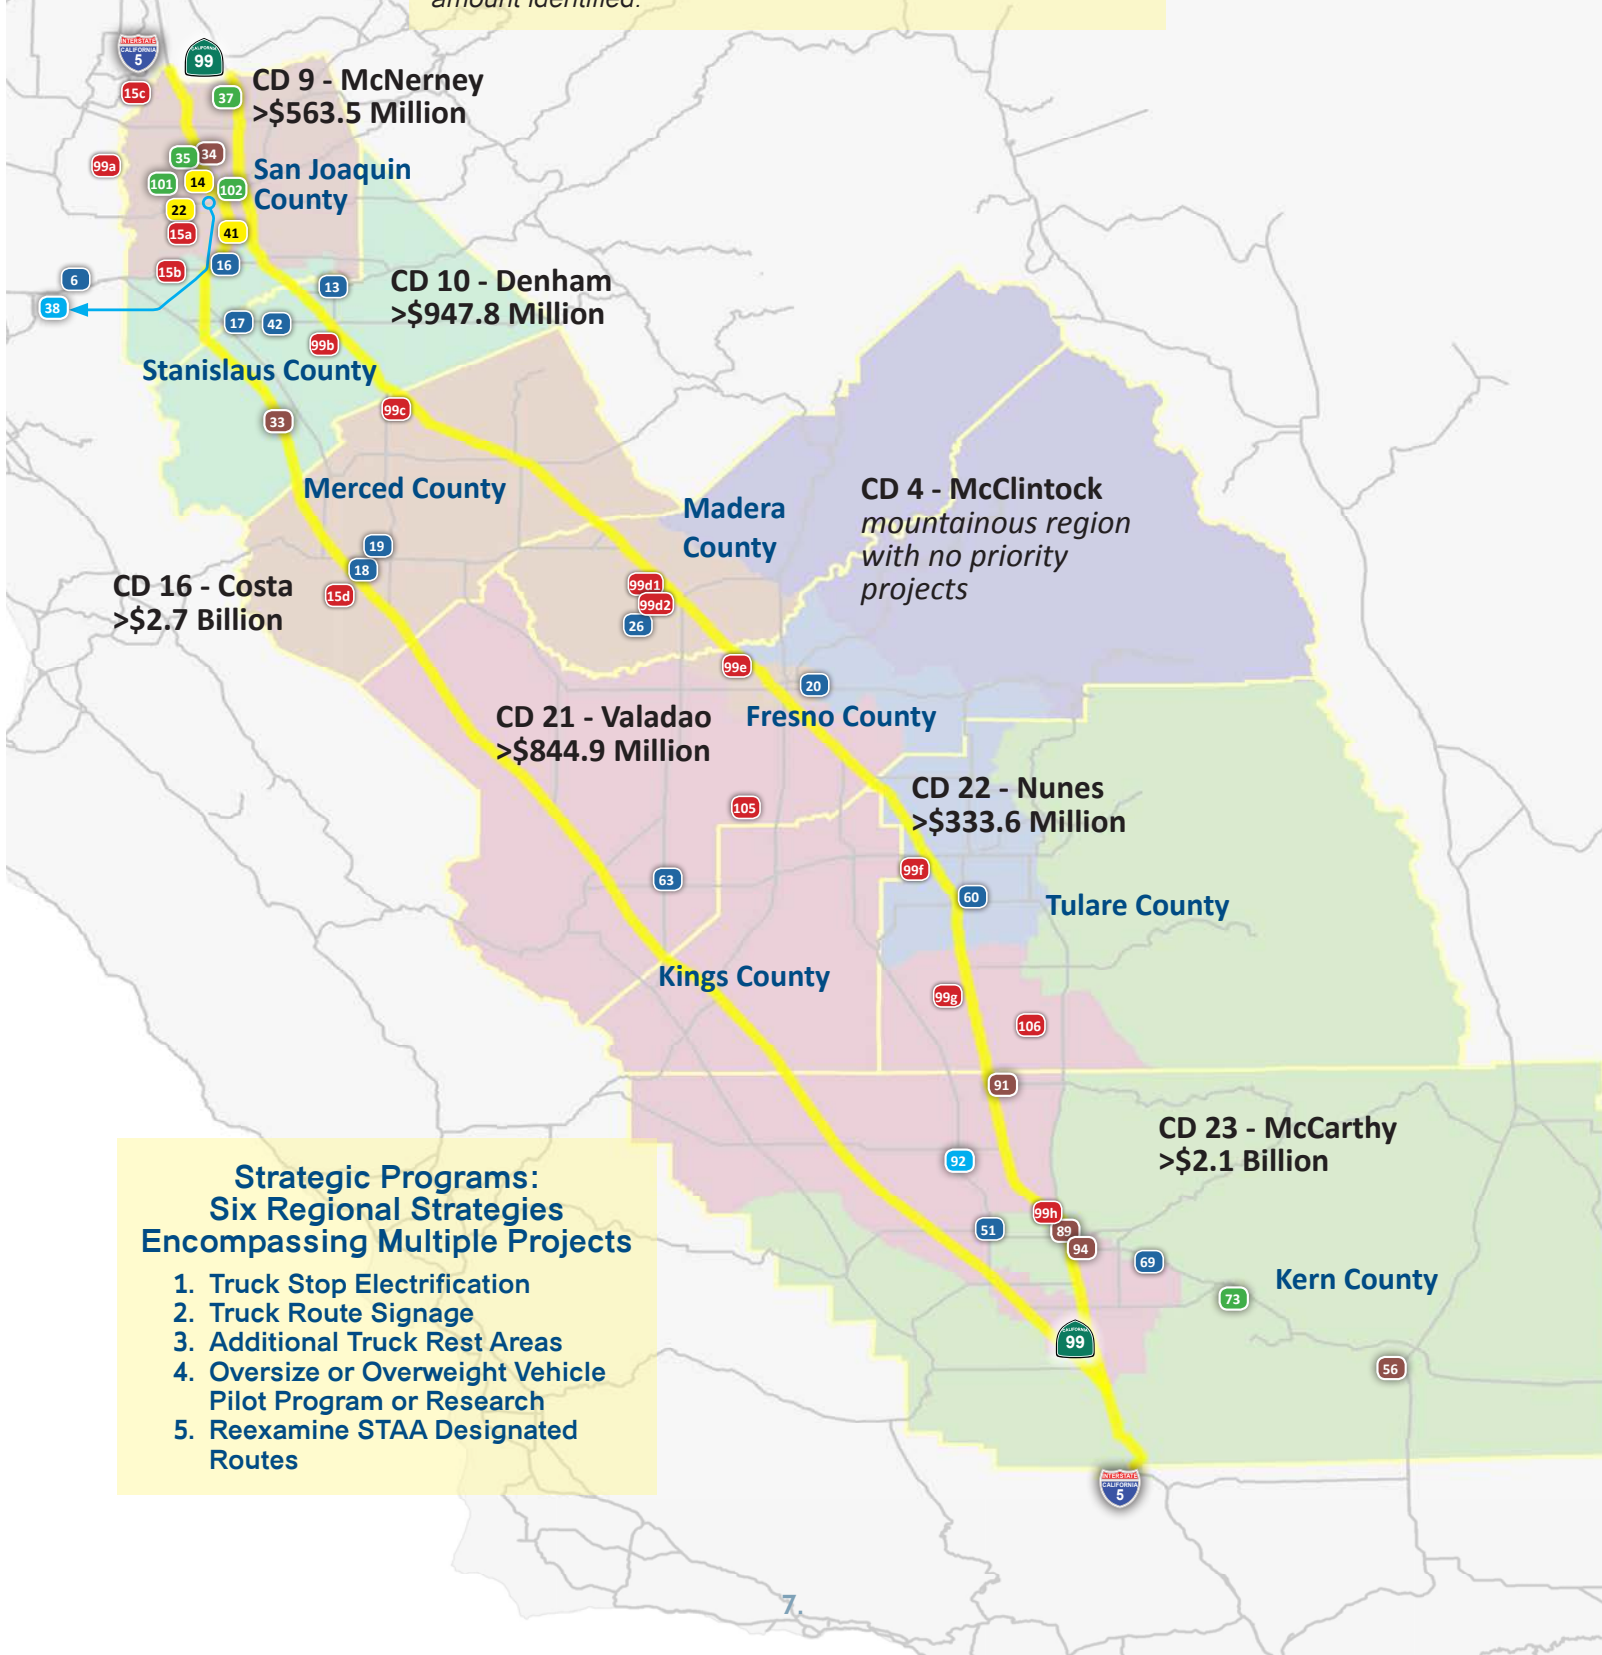 amount identified.
INTERSTATE
CALIFORNIA
5
CALIFORNIA
99
15c
37
CD 9 - McNerney
>$563.5 Million
99a
35
34
101
14
102
San Joaquin
County
22
15a
41
15b
16
6
38
13
CD 10 - Denham
>$947.8 Million
17
42
99b
Stanislaus County
33
99c
Merced County
Madera
County
CD 4 - McClintock
mountainous region
with no priority
projects
19
18
15d
CD 16 - Costa
>$2.7 Billion
99d1
99d2
26
99e
20
CD 21 - Valadao
>$844.9 Million
Fresno County
105
CD 22 - Nunes
>$333.6 Million
63
99f
60
Tulare County
Kings County
99g
106
91
CD 23 - McCarthy
>$2.1 Billion
92
51
99h
89
94
69
73
Kern County
CALIFORNIA
99
56
INTERSTATE
CALIFORNIA
5
Strategic Programs:
Six Regional Strategies
Encompassing Multiple Projects
1. Truck Stop Electrification
2. Truck Route Signage
3. Additional Truck Rest Areas
4. Oversize or Overweight Vehicle
Pilot Program or Research
5. Reexamine STAA Designated
Routes
7.